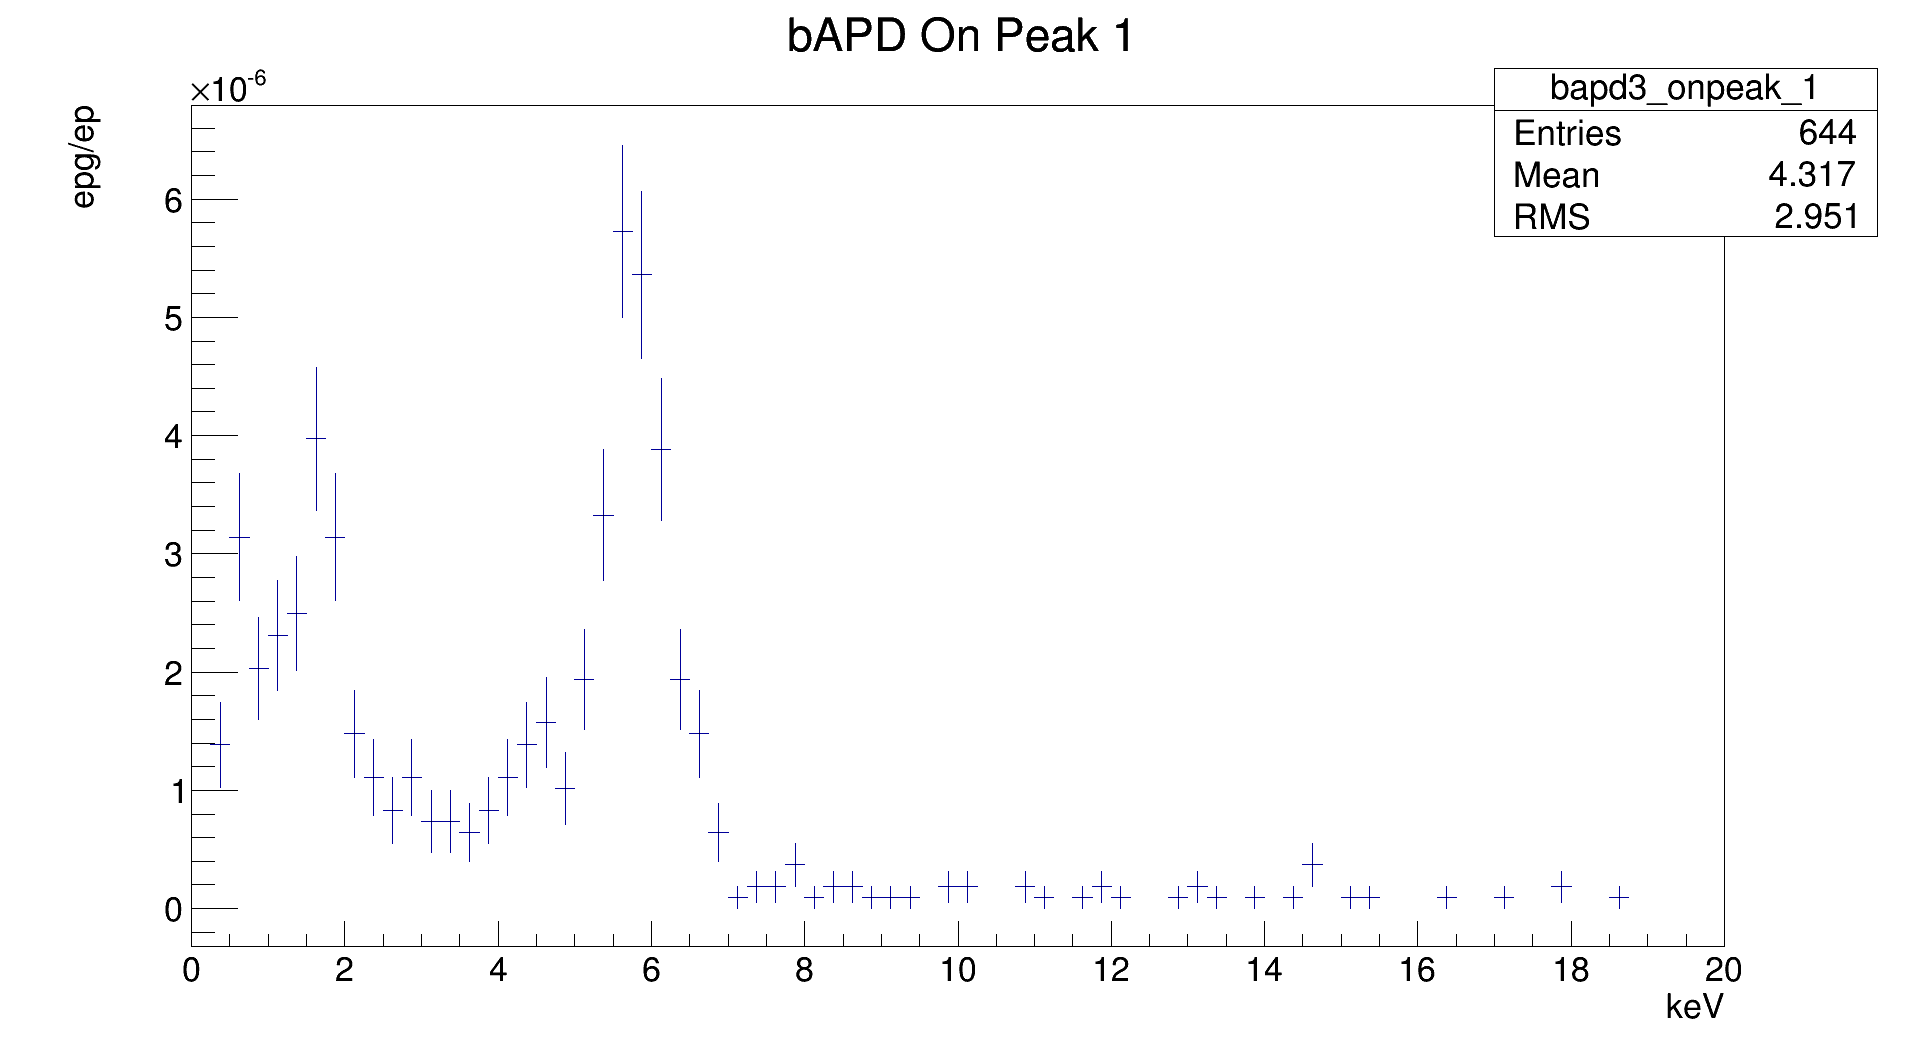 bAPD On Peak 1
×10-6
epg/ep
bapd3_onpeak_1
Entries 644
Mean 4.317
RMS 2.951
6
5
4
3
2
1
0
0 2 4 6 8 10 12 14 16 18 20
keV